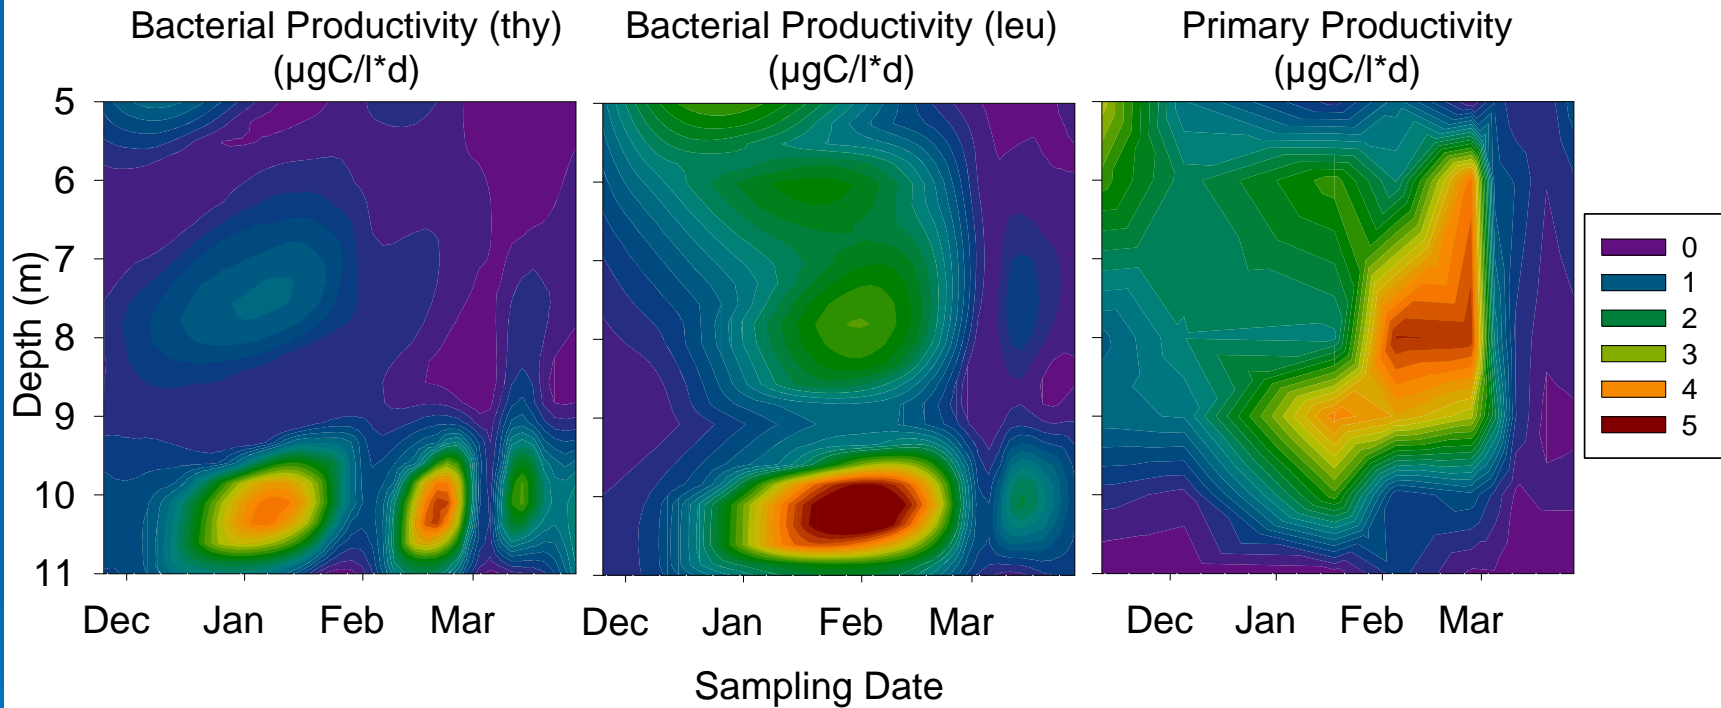 Bacterial Productivity (thy)
(µgC/l*d)
Bacterial Productivity (leu)
(µgC/l*d)
Primary Productivity
(µgC/l*d)
Depth (m)
5
6
7
8
9
10
11
Dec Jan Feb Mar
Dec Jan Feb Mar
Dec Jan Feb Mar
Sampling Date
0
1
2
3
4
5